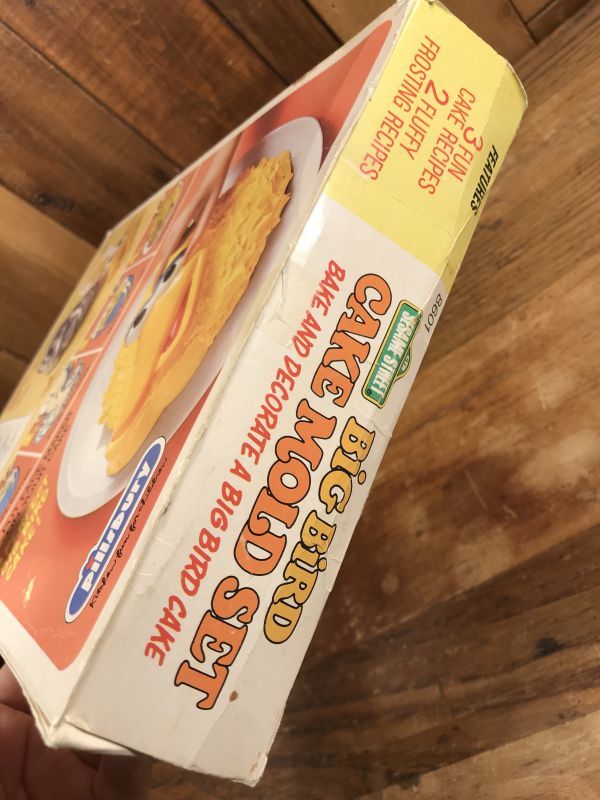 FEATURES
3 FUN
CAKE RECIPES
2 FLUFFY
FROSTING RECIPES
8601
SESAME STREET
BIG BIRD
CAKE MOLD SET
BAKE AND DECORATE A BIG BIRD CAKE
Pillsbury